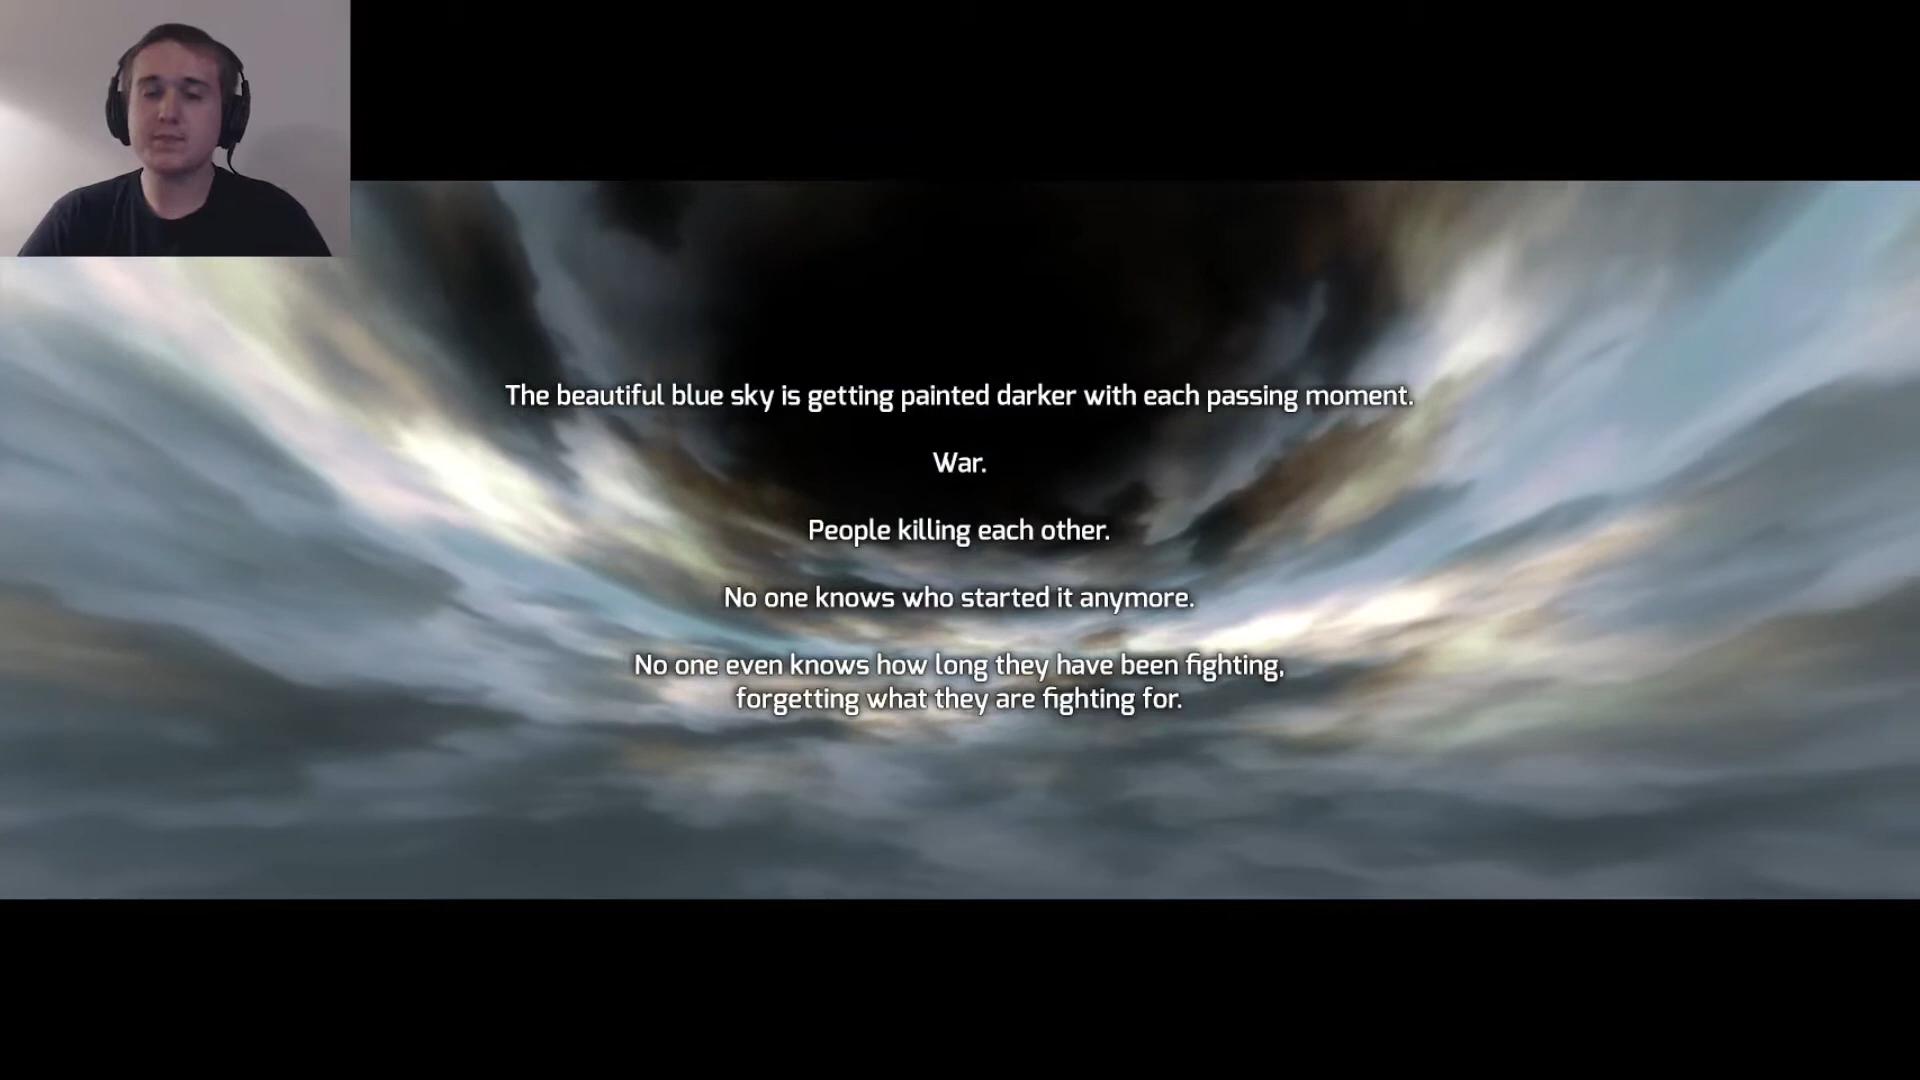 The beautiful blue sky is getting painted darker with each passing moment.
War.
People killing each other.
No one knows who started it anymore.
No one even knows how long they have been fighting,
forgetting what they are fighting for.